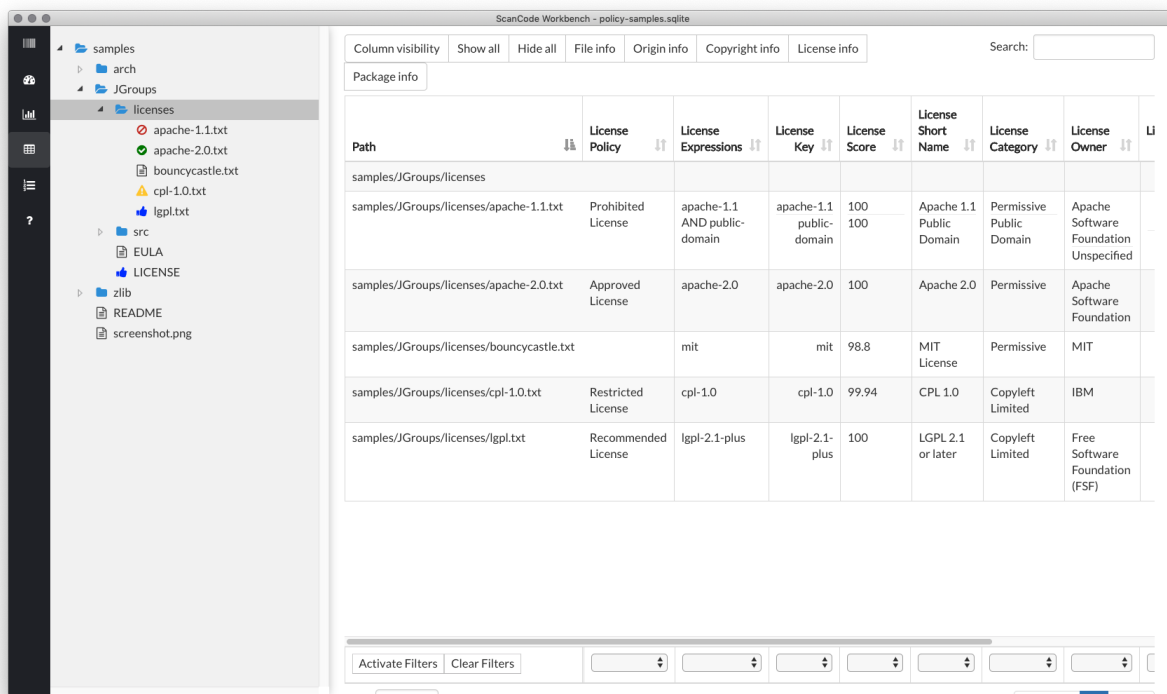 ScanCode Workbench - policy-samples.sqlite
samples
arch
JGroups
licenses
apache-1.1.txt
apache-2.0.txt
bouncycastle.txt
cpl-1.0.txt
lgpl.txt
src
EULA
LICENSE
zlib
README
screenshot.png
?
Column visibility Show all Hide all File info Origin info Copyright info License info
Search:
Package info
Path
License
Policy
License
Expressions
License
Key
License
Score
License
Short
Name
License
Category
License
Owner
Li
samples/JGroups/licenses
samples/JGroups/licenses/apache-1.1.txt
Prohibited
License
apache-1.1
AND public-
domain
apache-1.1
public-
domain
100
100
Apache 1.1
Public
Domain
Permissive
Public
Domain
Apache
Software
Foundation
Unspecified
samples/JGroups/licenses/apache-2.0.txt
Approved
License
apache-2.0
apache-2.0
100
Apache 2.0
Permissive
Apache
Software
Foundation
samples/JGroups/licenses/bouncycastle.txt
mit
mit
98.8
MIT
License
Permissive
MIT
samples/JGroups/licenses/cpl-1.0.txt
Restricted
License
cpl-1.0
cpl-1.0
99.94
CPL 1.0
Copyleft
Limited
IBM
samples/JGroups/licenses/lgpl.txt
Recommended
License
lgpl-2.1-plus
lgpl-2.1-
plus
100
LGPL 2.1
or later
Copyleft
Limited
Free
Software
Foundation
(FSF)
Activate Filters Clear Filters